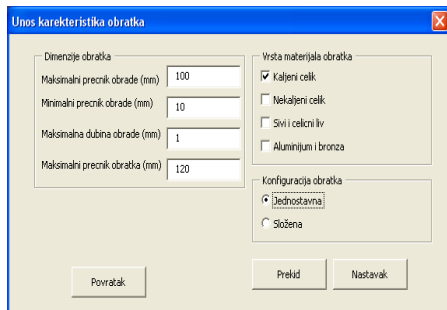 Unos karekteristika obratka
Dimenzije obratka
Maksimalni precnik obrade (mm) 100
Minimalni precnik obrade (mm) 10
Maksimalna dubina obrade (mm) 1
Maksimalni precnik obratka (mm) 120
Vrsta materijala obratka
Kaljeni celik
Nekaljeni celik
Sivi i celicni liv
Aluminijum i bronza
Konfiguracija obratka
Jednostavna
Složena
Povratak
Prekid
Nastavak